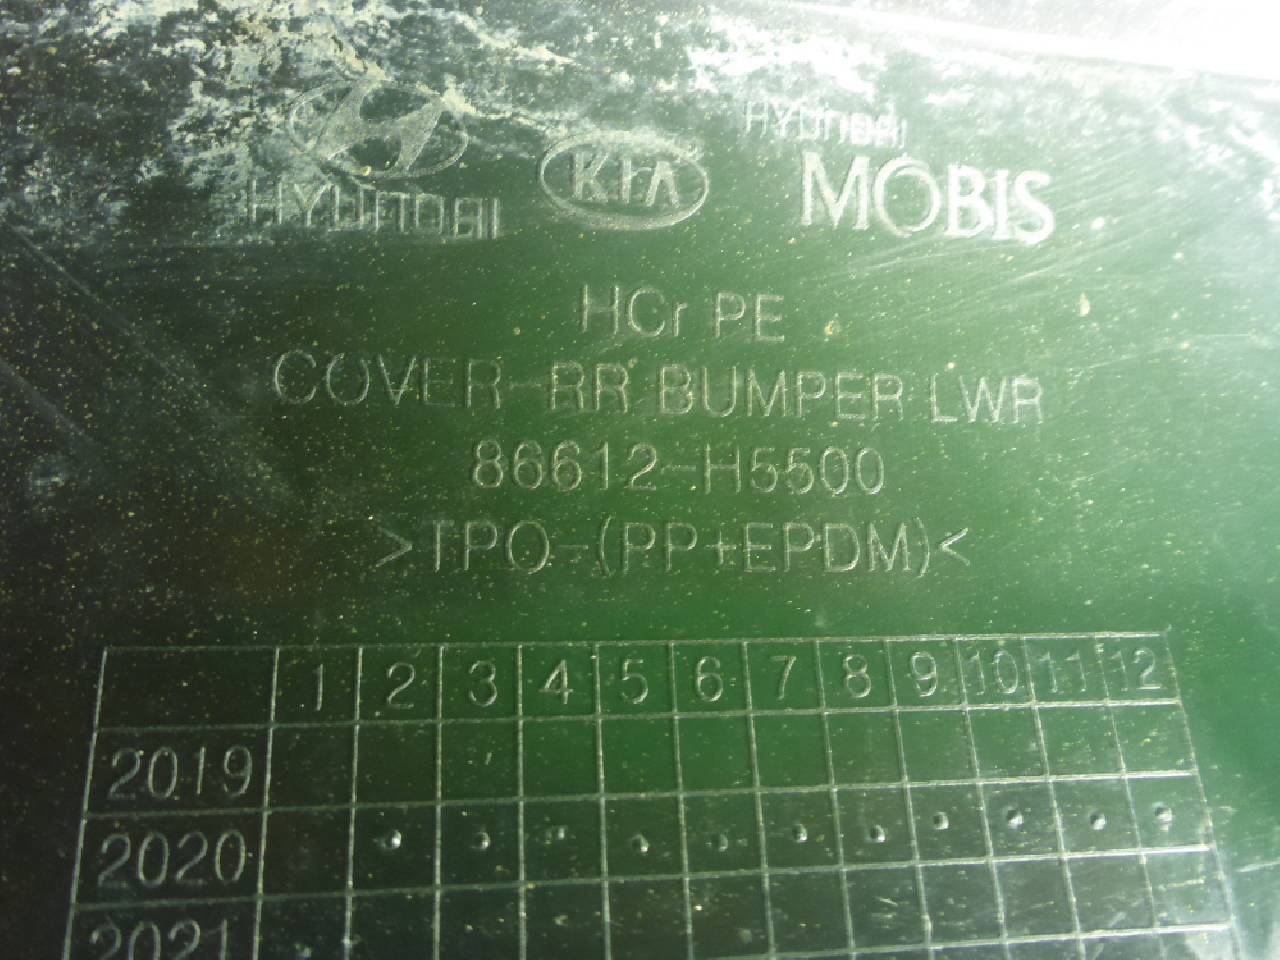 HYUNDAI
KIA
HYUNDAI
MOBIS
HCr PE
COVER-RR BUMPER LWR
86612-H5500
>TPO-(PP+EPDM)<
1 2 3 4 5 6 7 8 9 10 11 12
2019
2020
2021